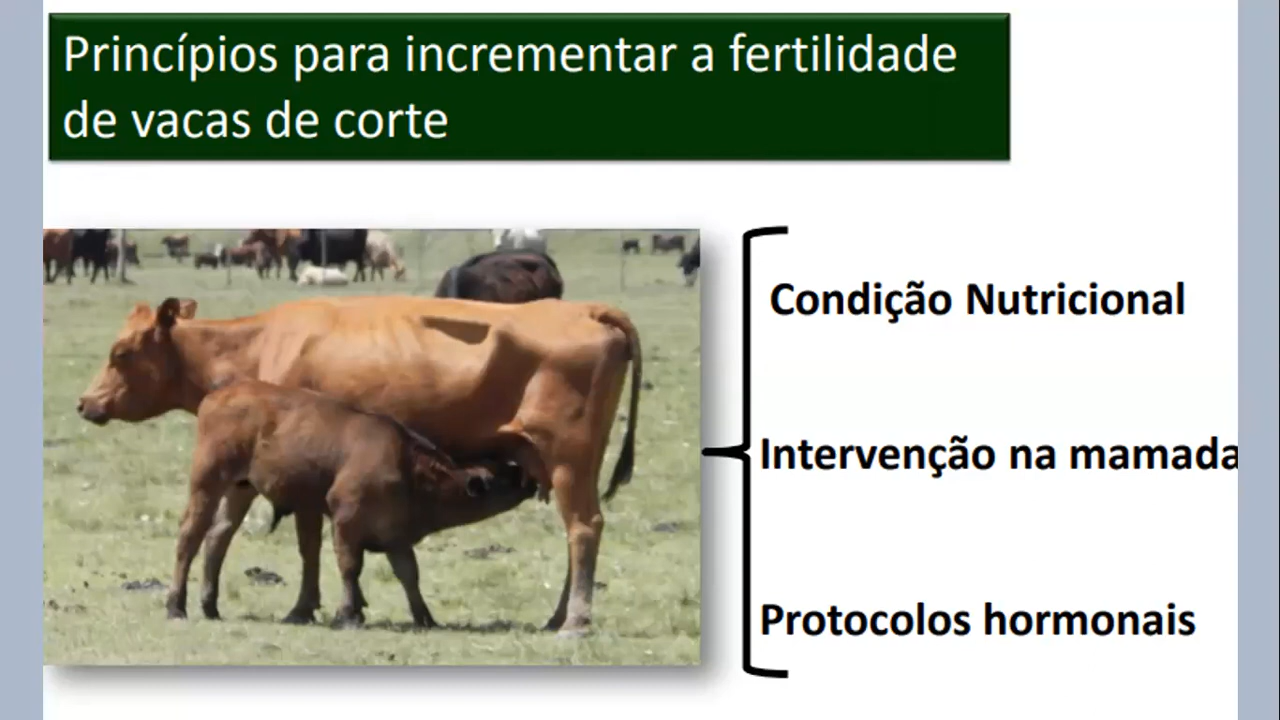 Princípios para incrementar a fertilidade
de vacas de corte
Condição Nutricional
Intervenção na mamada
Protocolos hormonais